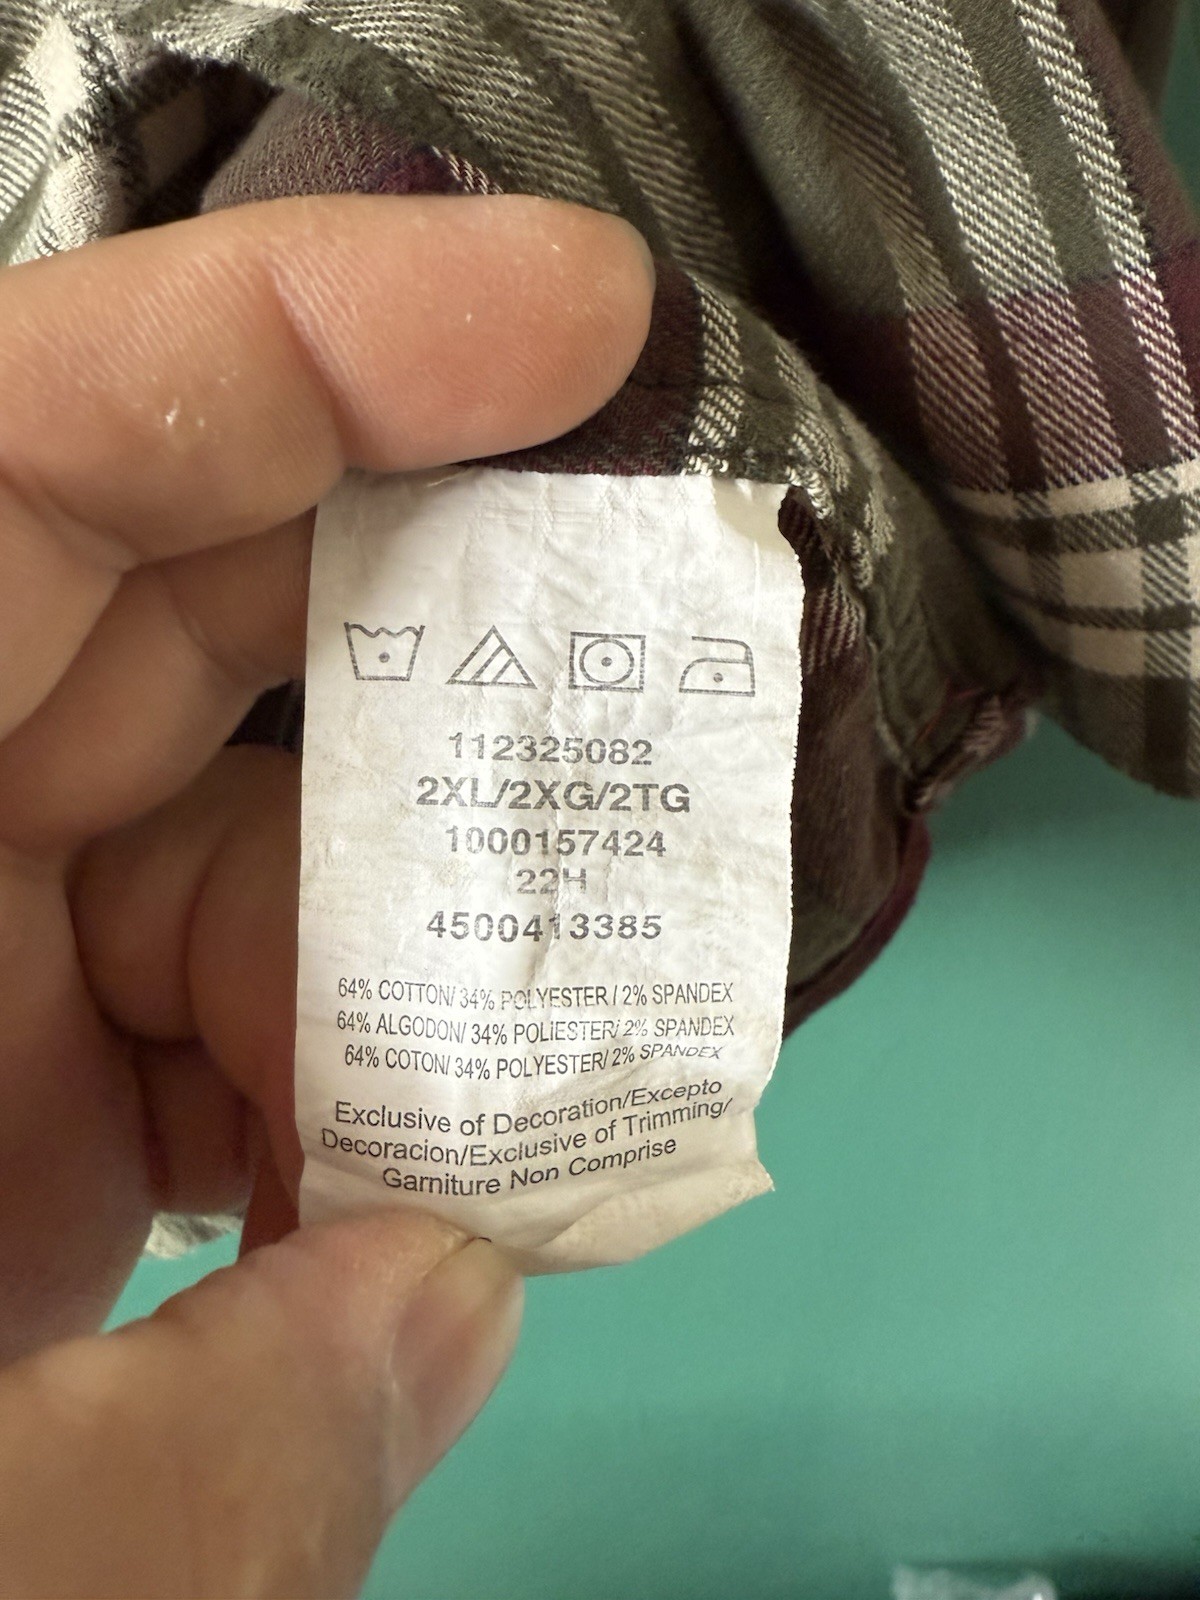 112325082
2XL/2XG/2TG
1000157424
22H
4500413385
64% COTTON/ 34% POLYESTER / 2% SPANDEX
64% ALGODON/ 34% POLIESTER/ 2% SPANDEX
64% COTON/ 34% POLYESTER/ 2% SPANDEX
Exclusive of Decoration/Excepto
Decoracion/Exclusive of Trimming/
Garniture Non Comprise